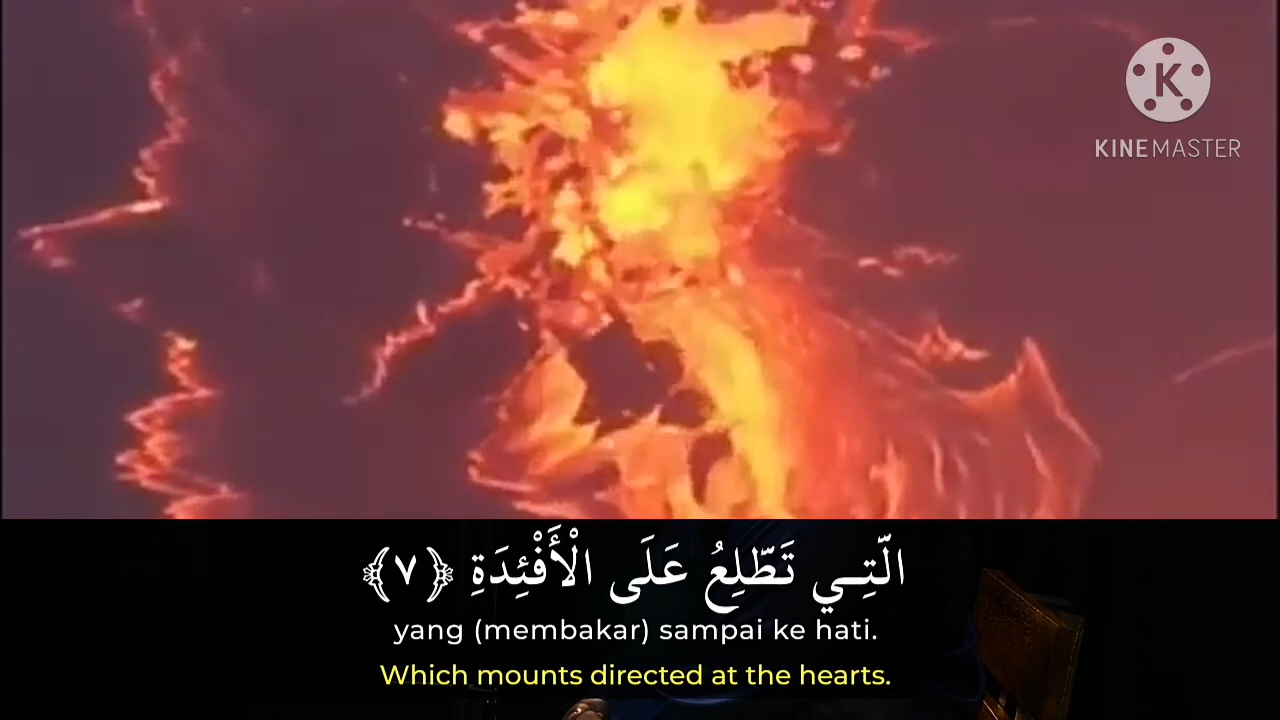 KINEMASTER
الَّتِي تَطَّلِعُ عَلَى الْأَفْئِدَةِ ﴿٧﴾
yang (membakar) sampai ke hati.
Which mounts directed at the hearts.